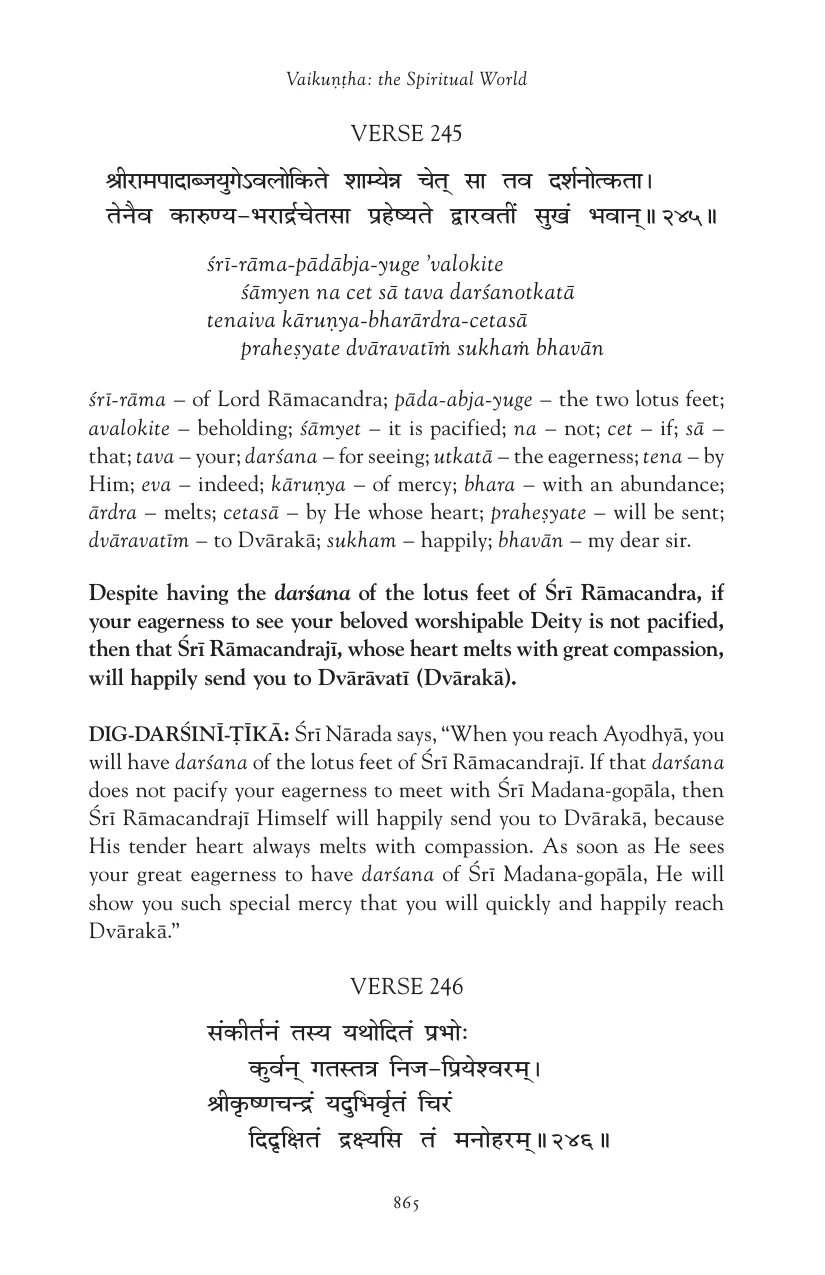 Vaikuṇṭha: the Spiritual World
VERSE 245
श्रीरामपादाब्जयुगेऽवलोकिते शाम्येन्न चेत् सा तव दर्शनोत्कता।
तेनैव कारुण्य-भरार्द्रचेतसा प्रहेष्यते द्वारवतीं सुखं भवान्॥२४५॥
śrī-rāma-pādābja-yuge ’valokite
śāmyen na cet sā tava darśanotkatā
tenaiva kāruṇya-bharārdra-cetasā
praheṣyate dvāravatīṁ sukhaṁ bhavān
śrī-rāma – of Lord Rāmacandra; pāda-abja-yuge – the two lotus feet;
avalokite – beholding; śāmyet – it is pacified; na – not; cet – if; sā –
that; tava – your; darśana – for seeing; utkatā – the eagerness; tena – by
Him; eva – indeed; kāruṇya – of mercy; bhara – with an abundance;
ārdra – melts; cetasā – by He whose heart; praheṣyate – will be sent;
dvāravatīm – to Dvārakā; sukham – happily; bhavān – my dear sir.
Despite having the darśana of the lotus feet of Śrī Rāmacandra, if
your eagerness to see your beloved worshipable Deity is not pacified,
then that Śrī Rāmacandrajī, whose heart melts with great compassion,
will happily send you to Dvārāvatī (Dvārakā).
DIG-DARŚINĪ-ṬĪKĀ: Śrī Nārada says, “When you reach Ayodhyā, you
will have darśana of the lotus feet of Śrī Rāmacandrajī. If that darśana
does not pacify your eagerness to meet with Śrī Madana-gopāla, then
Śrī Rāmacandrajī Himself will happily send you to Dvārakā, because
His tender heart always melts with compassion. As soon as He sees
your great eagerness to have darśana of Śrī Madana-gopāla, He will
show you such special mercy that you will quickly and happily reach
Dvārakā.”
VERSE 246
संकीर्तनं तस्य यथोदितं प्रभोः
कुर्वन् गतस्तत्र निज-प्रियेश्वरम्।
श्रीकृष्णचन्द्रं यदुभिर्वृतं चिरं
दिदृक्षितं द्रक्ष्यसि तं मनोहरम्॥२४६॥
865